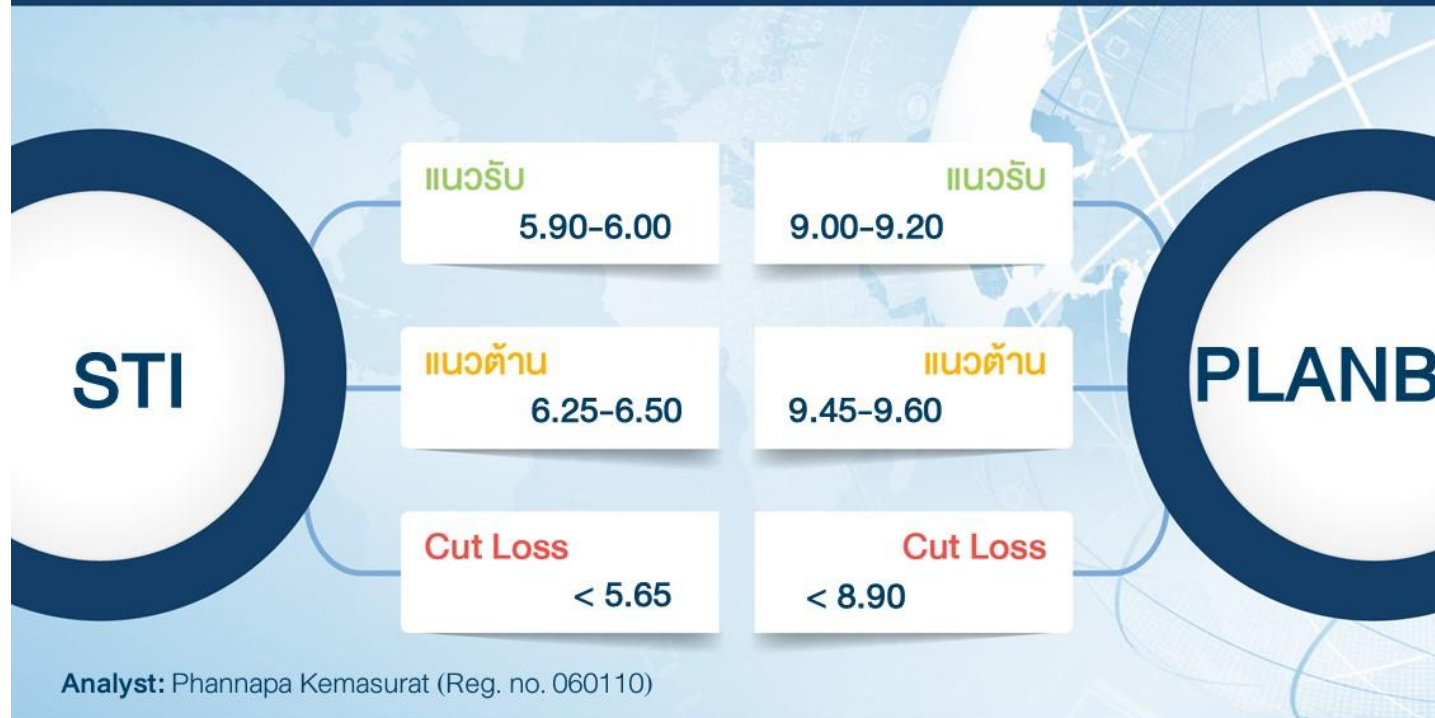 STI
แนวรับ
5.90-6.00
แนวต้าน
6.25-6.50
Cut Loss
< 5.65
แนวรับ
9.00-9.20
แนวต้าน
9.45-9.60
Cut Loss
< 8.90
PLANB
Analyst: Phannapa Kemasurat (Reg. no. 060110)